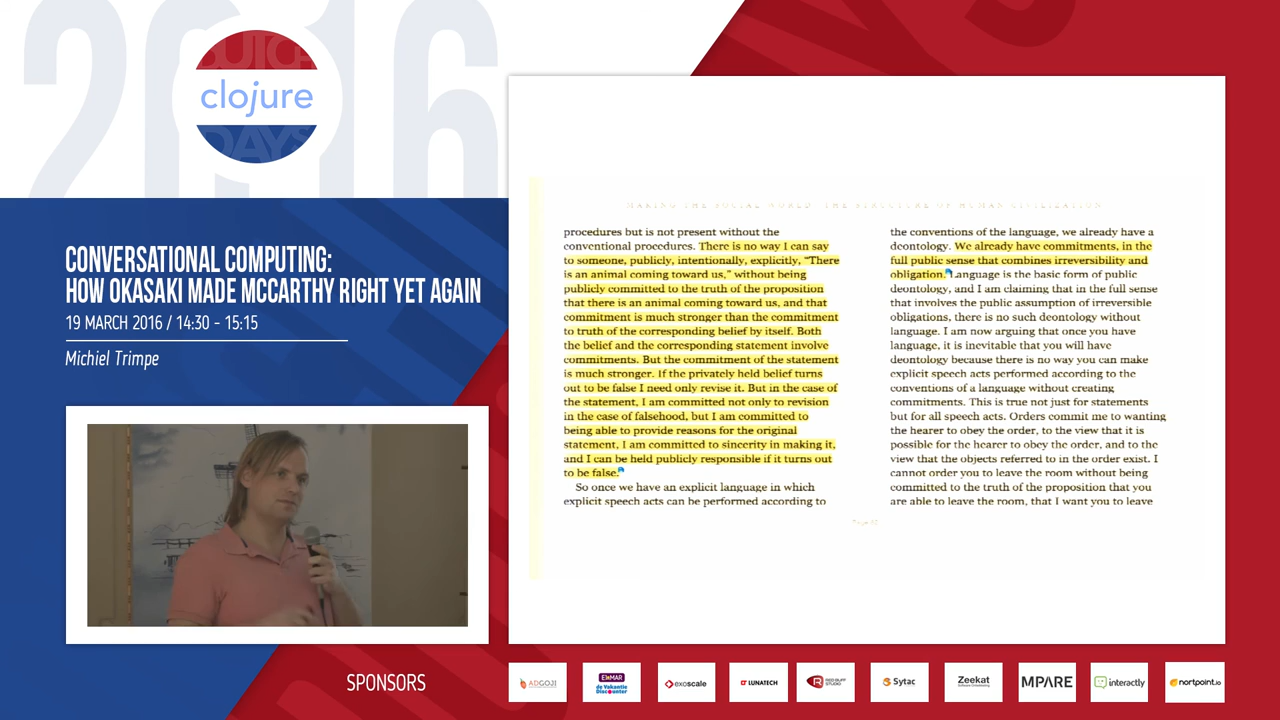 2016
DUTCH
clojure
DAYS
CONVERSATIONAL COMPUTING:
HOW OKASAKI MADE MCCARTHY RIGHT YET AGAIN
19 MARCH 2016 / 14:30 - 15:15
Michiel Trimpe
MAKING THE SOCIAL WORLD: THE STRUCTURE OF HUMAN CIVILIZATION
procedures but is not present without the
conventional procedures. There is no way I can say
to someone, publicly, intentionally, explicitly, “There
is an animal coming toward us,” without being
publicly committed to the truth of the proposition
that there is an animal coming toward us, and that
commitment is much stronger than the commitment
to truth of the corresponding belief by itself. Both
the belief and the corresponding statement involve
commitments. But the commitment of the statement
is much stronger. If the privately held belief turns
out to be false I need only revise it. But in the case of
the statement, I am committed not only to revision
in the case of falsehood, but I am committed to
being able to provide reasons for the original
statement, I am committed to sincerity in making it,
and I can be held publicly responsible if it turns out
to be false.
So once we have an explicit language in which
explicit speech acts can be performed according to
the conventions of the language, we already have a
deontology. We already have commitments, in the
full public sense that combines irreversibility and
obligation. Language is the basic form of public
deontology, and I am claiming that in the full sense
that involves the public assumption of irreversible
obligations, there is no such deontology without
language. I am now arguing that once you have
language, it is inevitable that you will have
deontology because there is no way you can make
explicit speech acts performed according to the
conventions of a language without creating
commitments. This is true not just for statements
but for all speech acts. Orders commit me to wanting
the hearer to obey the order, to the view that it is
possible for the hearer to obey the order, and to the
view that the objects referred to in the order exist. I
cannot order you to leave the room without being
committed to the truth of the proposition that you
are able to leave the room, that I want you to leave
SPONSORS
ADGOJI
ElMAR
de Vakantie
Discounter
exoscale
LUNATECH
RED RIFF
STUDIO
Sytac
Zeekat
MPARE
interactly
nortpoint.io